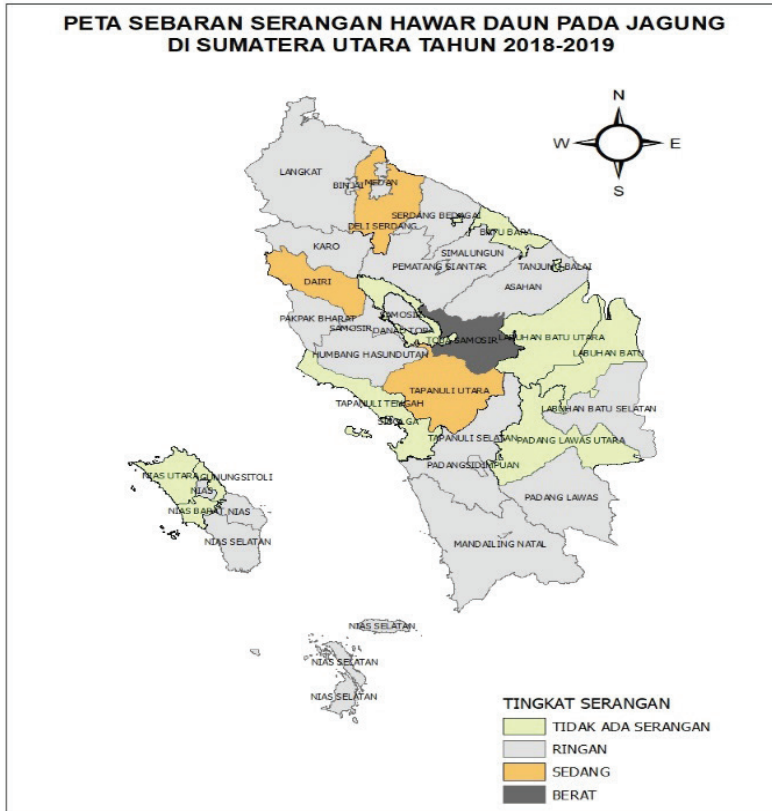 PETA SEBARAN SERANGAN HAWAR DAUN PADA JAGUNG
DI SUMATERA UTARA TAHUN 2018-2019
N
W
E
S
LANGKAT
BINJAI
MEDAN
DELI SERDANG
SERDANG BEDAGAI
BATU BARA
KARO
SIMALUNGUN
PEMATANG SIANTAR
TANJUNG BALAI
ASAHAN
DAIRI
PAKPAK BHARAT
SAMOSIR
SAMOSIR
DANAU TOBA
TOBA SAMOSIR
LABUHAN BATU UTARA
LABUHAN BATU
HUMBANG HASUNDUTAN
TAPANULI UTARA
TAPANULI TENGAH
SIBOLGA
LABUHAN BATU SELATAN
TAPANULI SELATAN
PADANG LAWAS UTARA
PADANGSIDIMPUAN
NIAS UTARA
GUNUNGSITOLI
NIAS
PADANG LAWAS
NIAS BARAT
NIAS
NIAS SELATAN
MANDAILING NATAL
NIAS SELATAN
NIAS SELATAN
NIAS SELATAN
TINGKAT SERANGAN
TIDAK ADA SERANGAN
RINGAN
SEDANG
BERAT